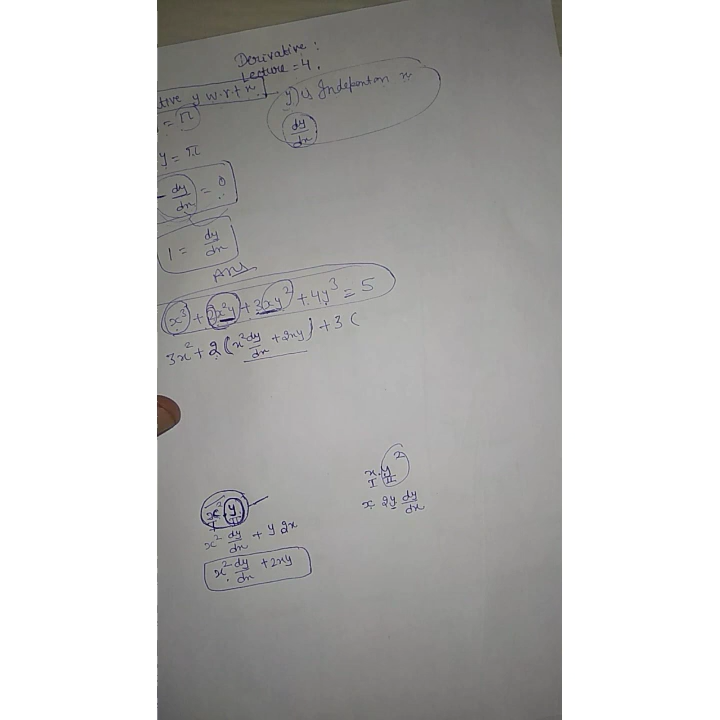 Derivative :
Lecture = 4.
tive y w.r.t x
y) is Indepenton x
dy/dx
= π
y = π
- dy/dx = 0
1 = dy/dx
Ans
x³ + 2x²y + 3xy² + 4y³ = 5
3x² + 2(x² dy/dx + 2xy) + 3(
x² . y
I II
x² dy/dx + y 2x
x² dy/dx + 2xy
x . y²
I II
x 2y dy/dx